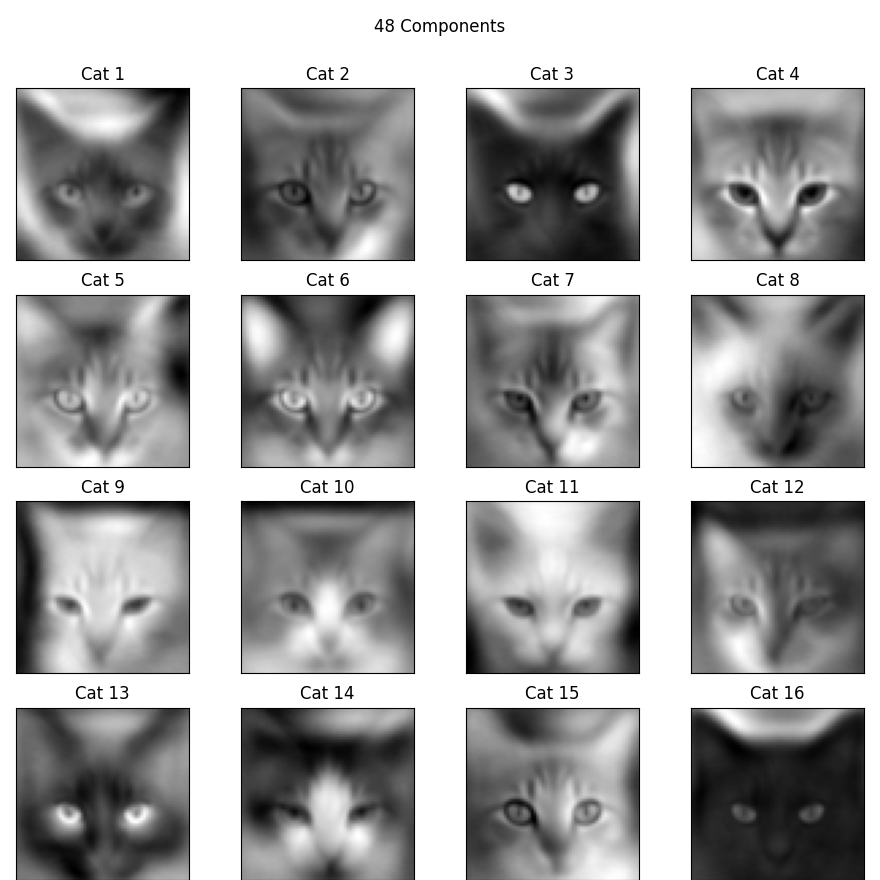 48 Components
Cat 1 Cat 2 Cat 3 Cat 4
Cat 5 Cat 6 Cat 7 Cat 8
Cat 9 Cat 10 Cat 11 Cat 12
Cat 13 Cat 14 Cat 15 Cat 16